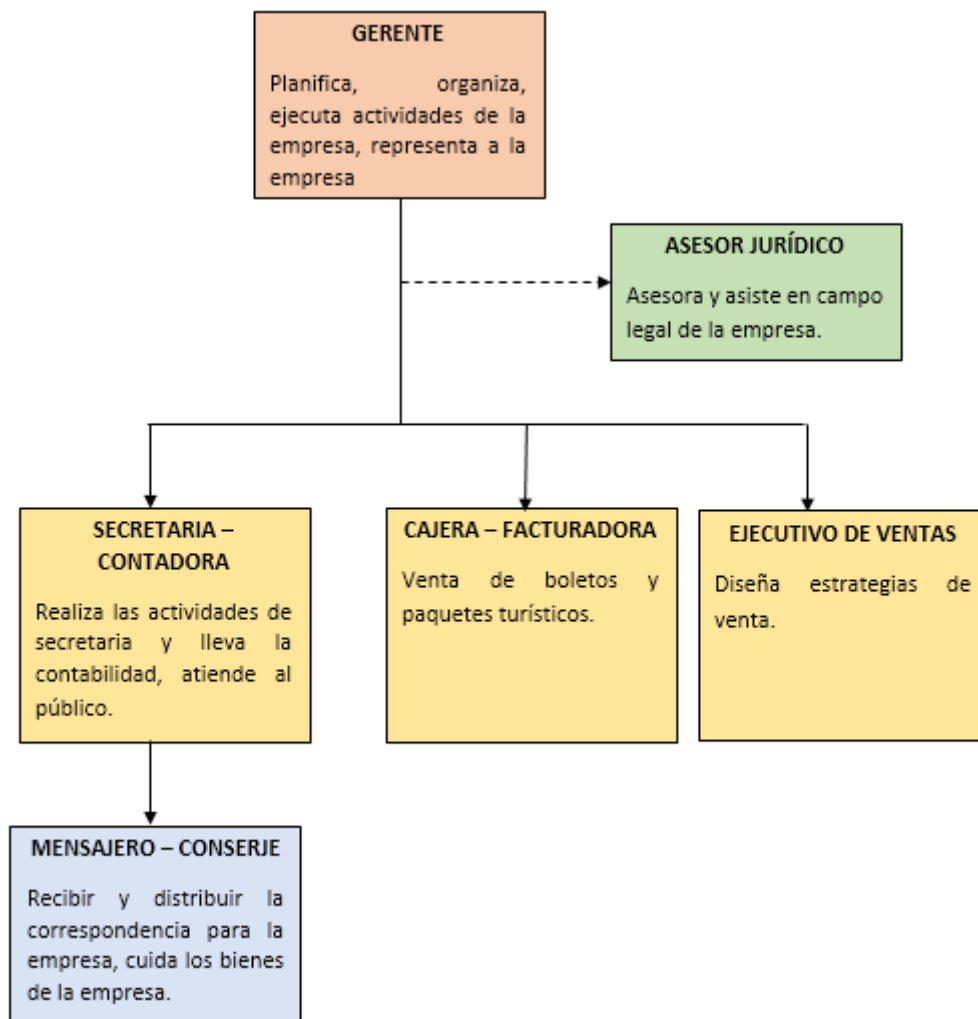 GERENTE
Planifica, organiza,
ejecuta actividades de la
empresa, representa a la
empresa
ASESOR JURÍDICO
Asesora y asiste en campo
legal de la empresa.
SECRETARIA –
CONTADORA
Realiza las actividades de
secretaria y lleva la
contabilidad, atiende al
público.
CAJERA – FACTURADORA
Venta de boletos y
paquetes turísticos.
EJECUTIVO DE VENTAS
Diseña estrategias de
venta.
MENSAJERO – CONSERJE
Recibir y distribuir la
correspondencia para la
empresa, cuida los bienes
de la empresa.